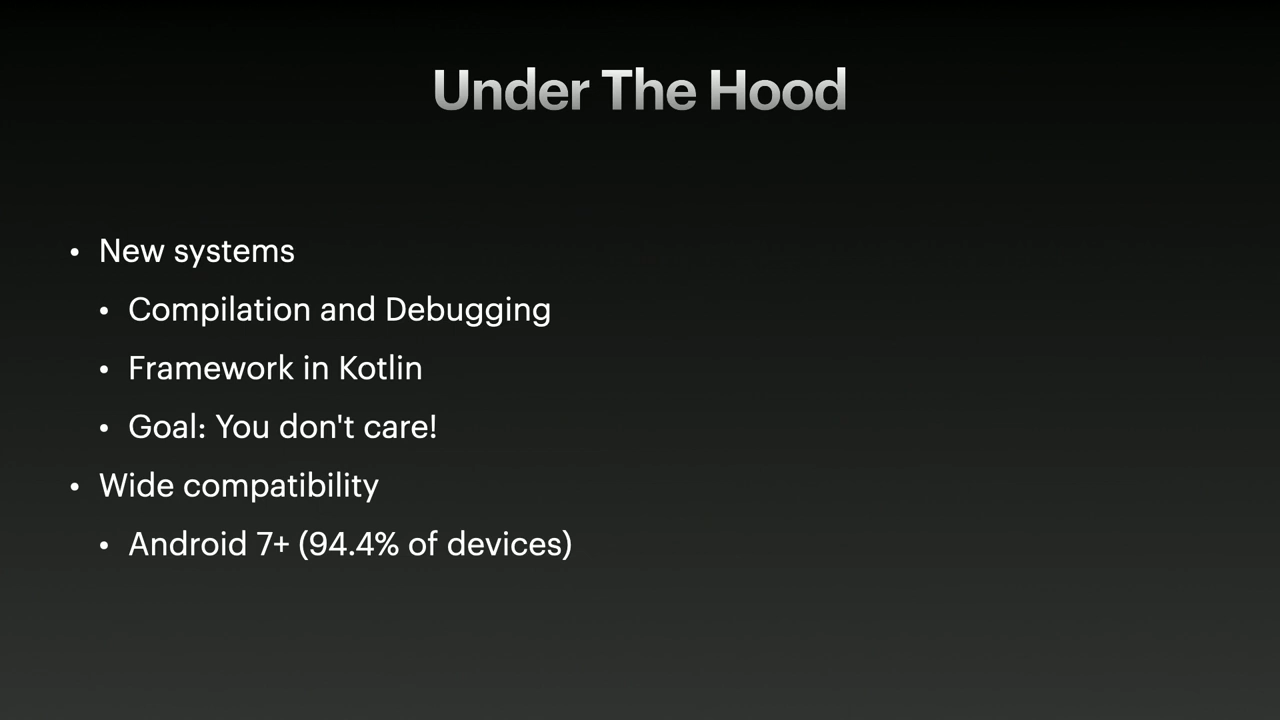 Under The Hood
• New systems
• Compilation and Debugging
• Framework in Kotlin
• Goal: You don't care!
• Wide compatibility
• Android 7+ (94.4% of devices)